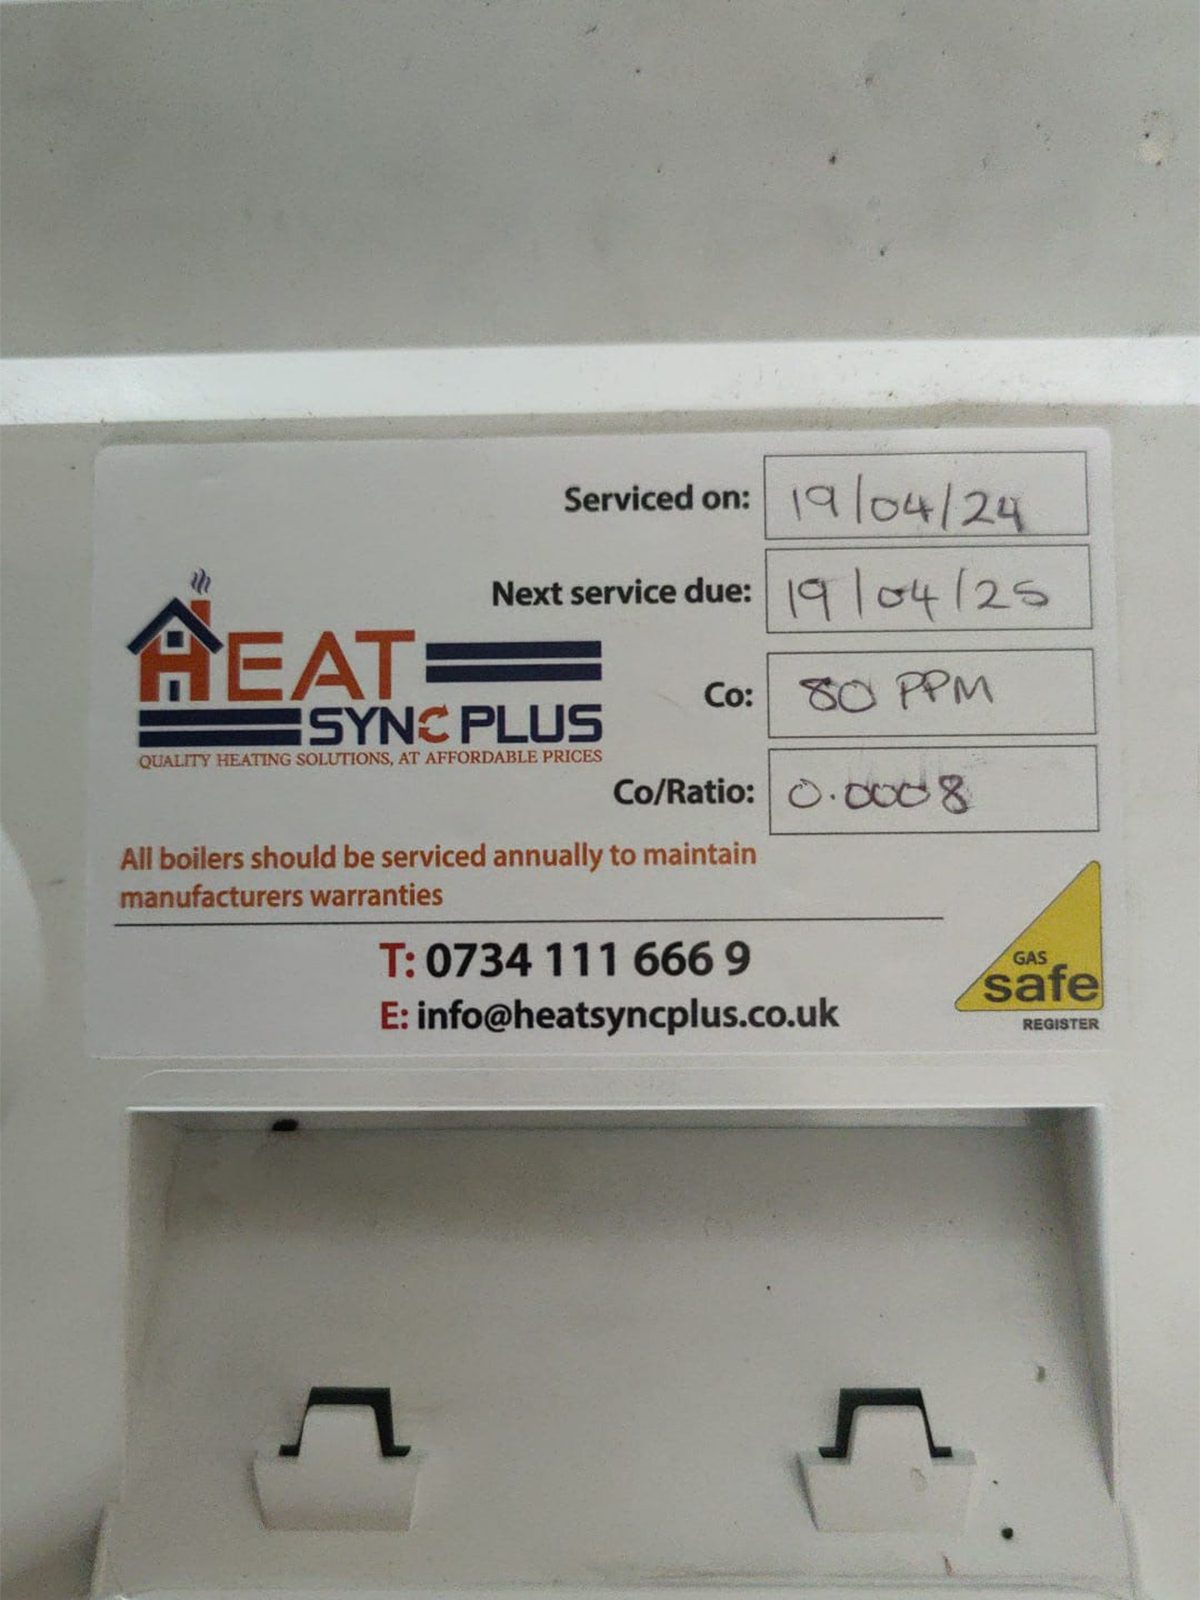 Serviced on: 19/04/24
Next service due: 19/04/25
HEAT
SYNC PLUS
QUALITY HEATING SOLUTIONS, AT AFFORDABLE PRICES
Co: 80 PPM
Co/Ratio: 0.0008
All boilers should be serviced annually to maintain
manufacturers warranties
T: 0734 111 666 9
E: info@heatsyncplus.co.uk
GAS
safe
REGISTER